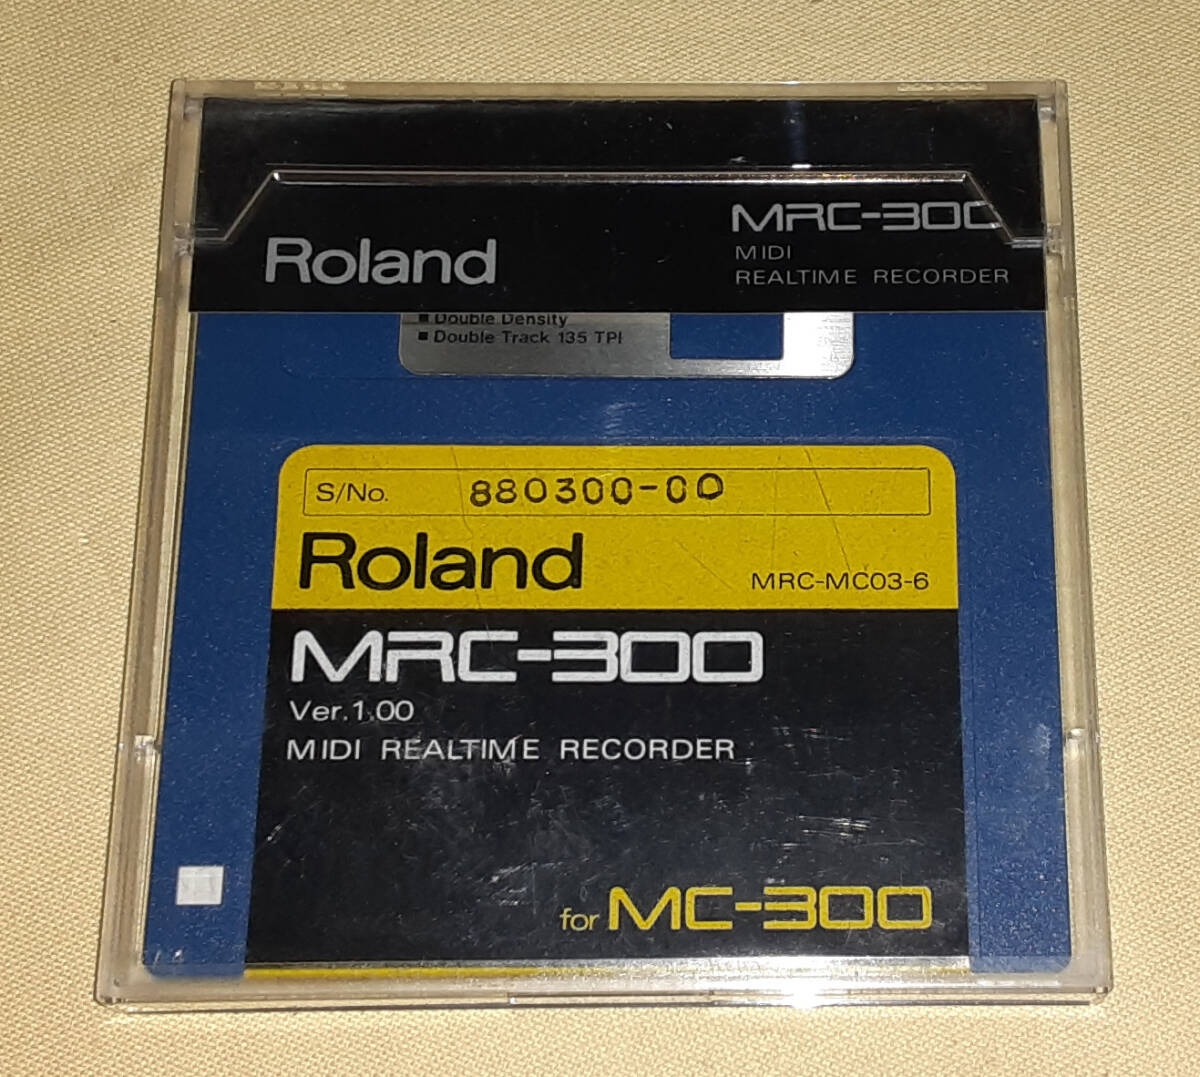 MRC-300
Roland
MIDI
REALTIME RECORDER
■ Double Density
■ Double Track 135 TPI
S/No. 880300-00
Roland
MRC-MC03-6
MRC-300
Ver.1.00
MIDI REALTIME RECORDER
for MC-300